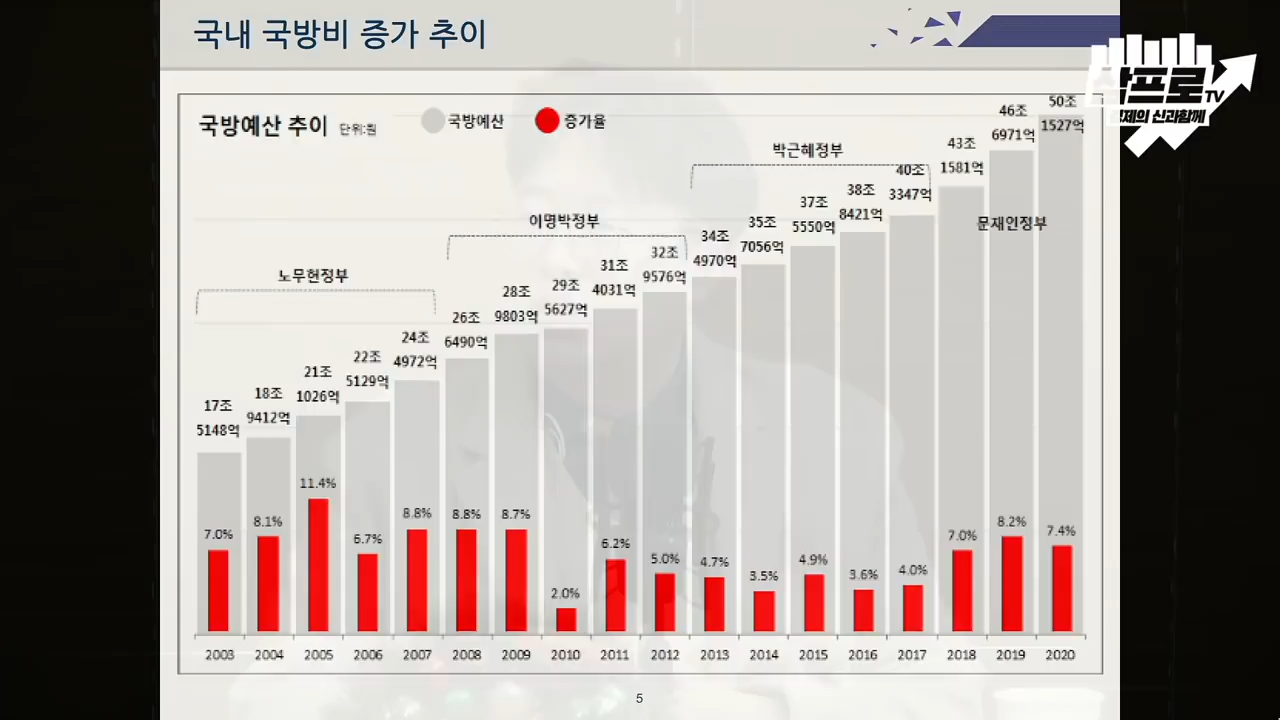 국내 국방비 증가 추이
프로TV
경제의 신과함께
국방예산 추이 단위:원
국방예산
증가율
노무현정부
이명박정부
박근혜정부
문재인정부
17조
5148억
18조
9412억
21조
1026억
22조
5129억
24조
4972억
26조
6490억
28조
9803억
29조
5627억
31조
4031억
32조
9576억
34조
4970억
35조
7056억
37조
5550억
38조
8421억
40조
3347억
43조
1581억
46조
6971억
50조
1527억
7.0%
8.1%
11.4%
6.7%
8.8%
8.8%
8.7%
2.0%
6.2%
5.0%
4.7%
3.5%
4.9%
3.6%
4.0%
7.0%
8.2%
7.4%
2003 2004 2005 2006 2007 2008 2009 2010 2011 2012 2013 2014 2015 2016 2017 2018 2019 2020
5